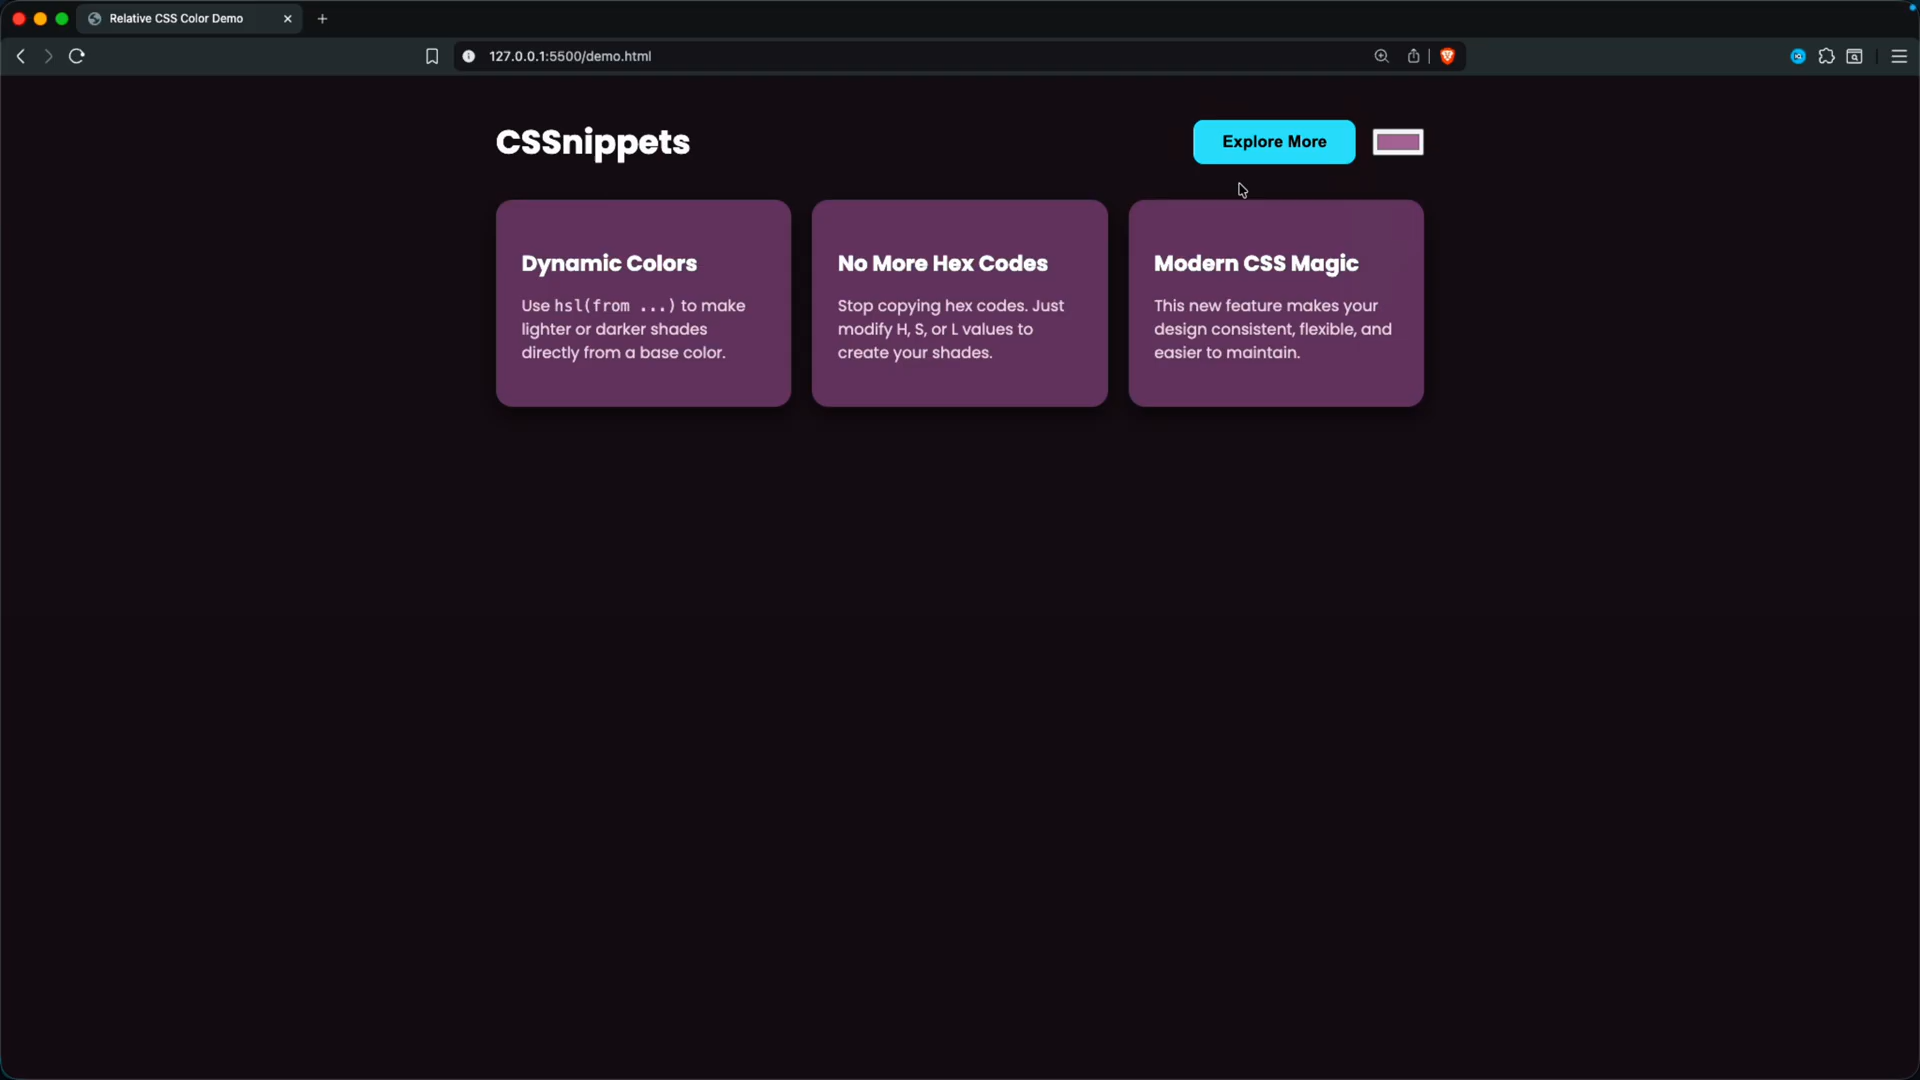 Relative CSS Color Demo
127.0.0.1:5500/demo.html
CSSnippets
Explore More
Dynamic Colors
Use hsl(from ...) to make
lighter or darker shades
directly from a base color.
No More Hex Codes
Stop copying hex codes. Just
modify H, S, or L values to
create your shades.
Modern CSS Magic
This new feature makes your
design consistent, flexible, and
easier to maintain.